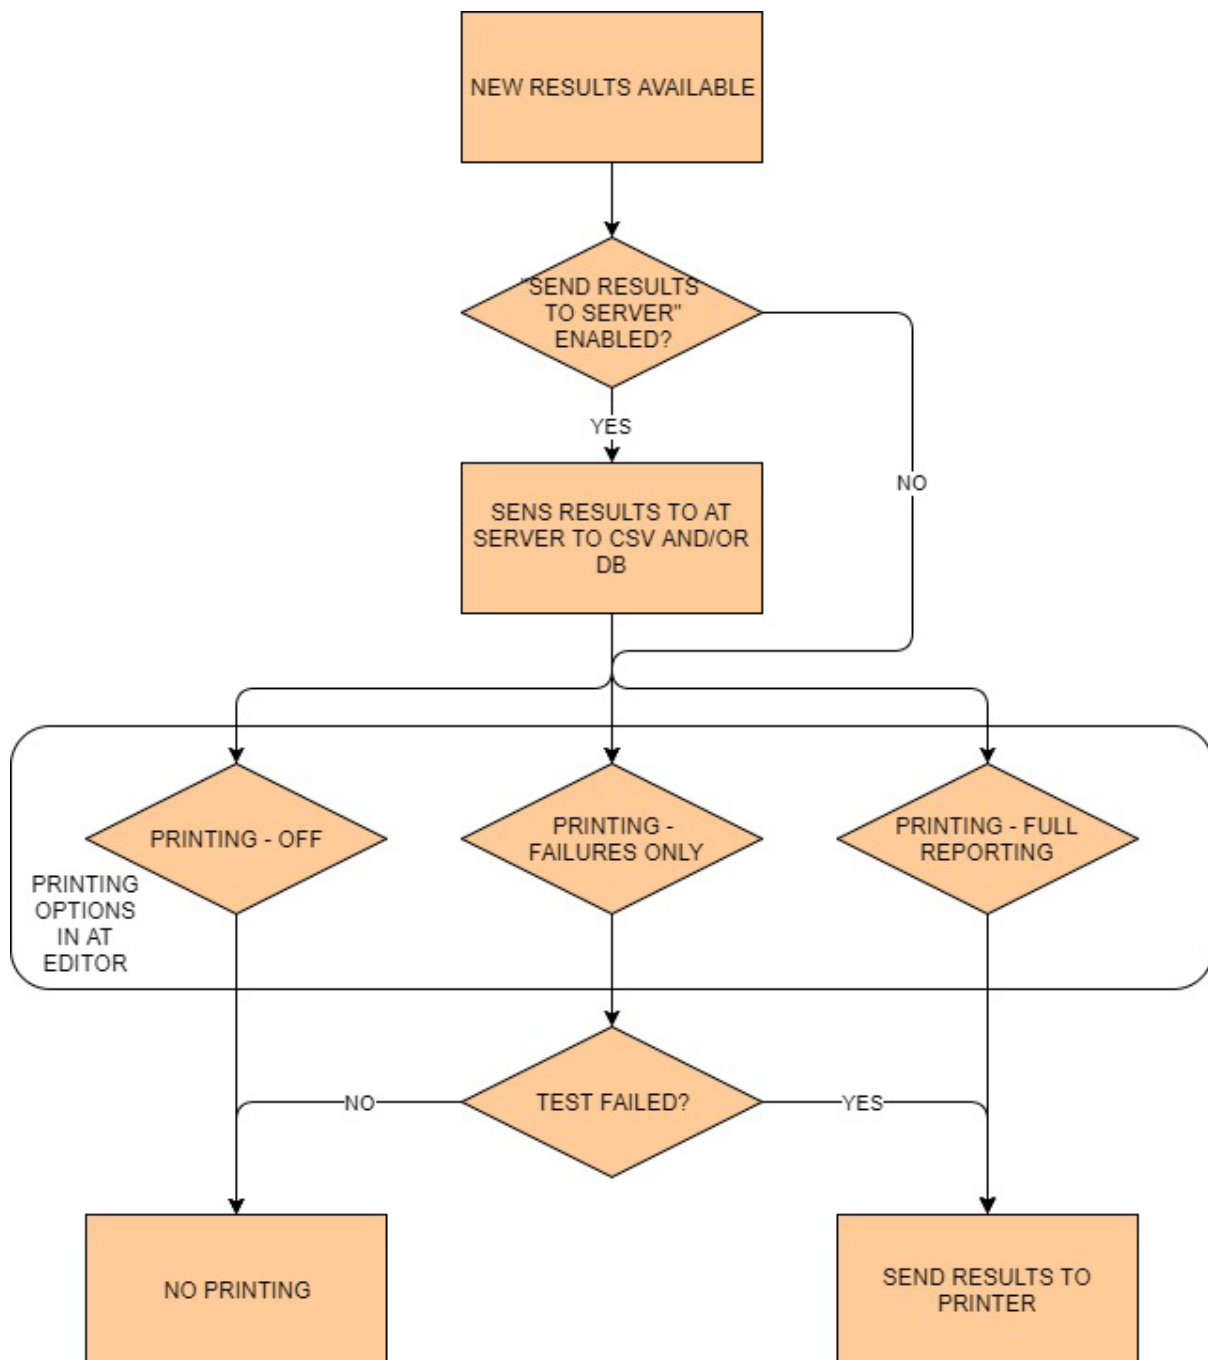 NEW RESULTS AVAILABLE
"SEND RESULTS
TO SERVER"
ENABLED?
YES
NO
SENS RESULTS TO AT
SERVER TO CSV AND/OR
DB
PRINTING - OFF
PRINTING -
FAILURES ONLY
PRINTING - FULL
REPORTING
PRINTING
OPTIONS
IN AT
EDITOR
TEST FAILED?
NO
YES
NO PRINTING
SEND RESULTS TO
PRINTER